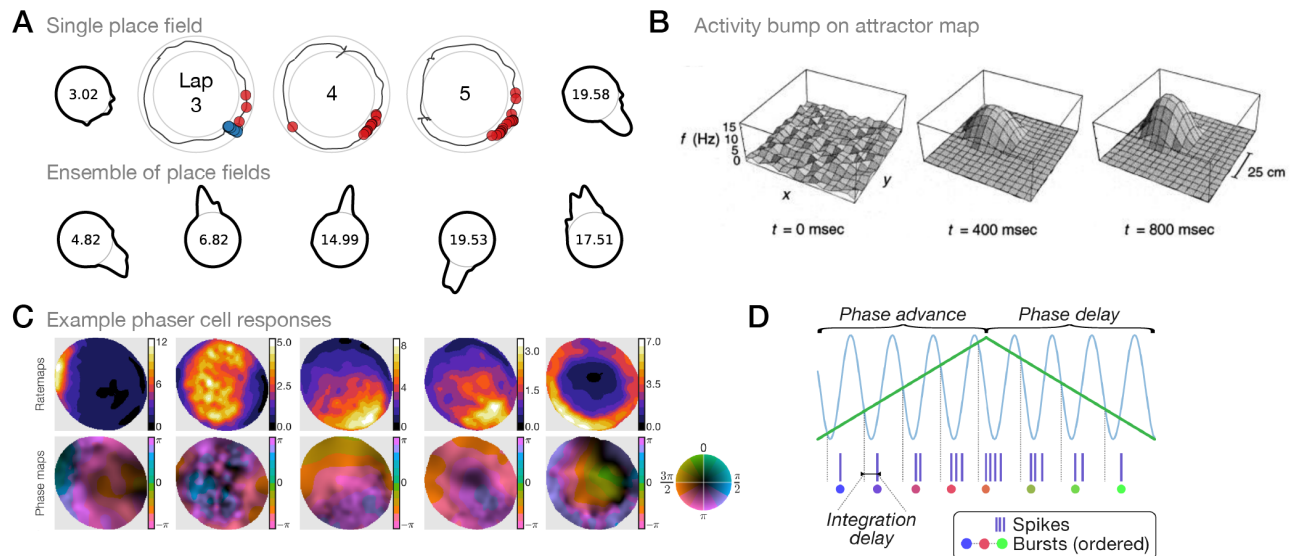 A Single place field
3.02
Lap
3
4
5
19.58
Ensemble of place fields
4.82
6.82
14.99
19.53
17.51
B Activity bump on attractor map
15
10
5
0
f (Hz)
x
y
25 cm
t = 0 msec
t = 400 msec
t = 800 msec
C Example phaser cell responses
Ratemaps
12
6
0
5.0
2.5
0.0
8
4
0
3.0
1.5
0.0
7.0
3.5
0.0
Phase maps
π
0
−π
π
0
−π
π
0
−π
π
0
−π
π
0
−π
0
3π/2
π/2
π
D
Phase advance
Phase delay
Integration
delay
Spikes
Bursts (ordered)